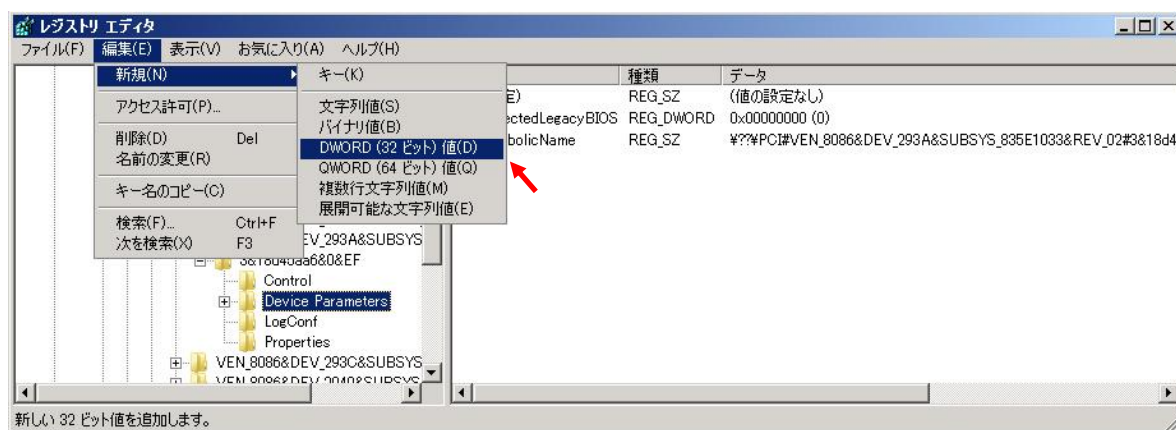 レジストリ エディタ
ファイル(F) 編集(E) 表示(V) お気に入り(A) ヘルプ(H)
新規(N)
アクセス許可(P)...
削除(D) Del
名前の変更(R)
キー名のコピー(C)
検索(F)... Ctrl+F
次を検索(X) F3
キー(K)
文字列値(S)
バイナリ値(B)
DWORD (32 ビット) 値(D)
QWORD (64 ビット) 値(Q)
複数行文字列値(M)
展開可能な文字列値(E)
種類 データ
REG_SZ (値の設定なし)
ectedLegacyBIOS REG_DWORD 0x00000000 (0)
bolicName REG_SZ ¥??¥PCI#VEN_8086&DEV_293A&SUBSYS_835E1033&REV_02#3&18d4
EV_293A&SUBSYS
3&18d45aa6&0&EF
Control
Device Parameters
LogConf
Properties
VEN_8086&DEV_293C&SUBSYS
新しい 32 ビット値を追加します。